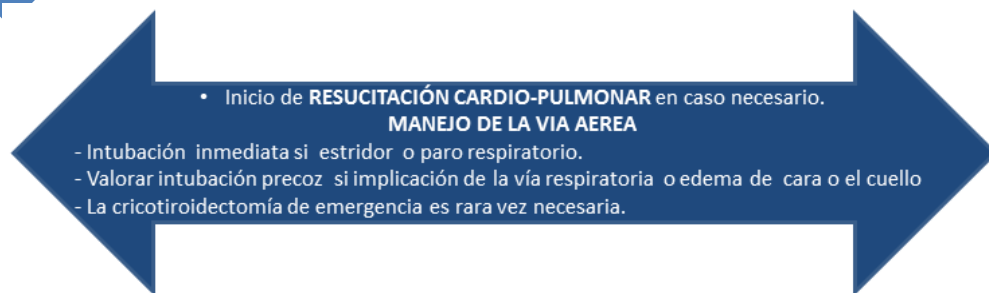 • Inicio de RESUCITACIÓN CARDIO-PULMONAR en caso necesario.
MANEJO DE LA VIA AEREA
- Intubación inmediata si estridor o paro respiratorio.
- Valorar intubación precoz si implicación de la vía respiratoria o edema de cara o el cuello
- La cricotiroidectomía de emergencia es rara vez necesaria.